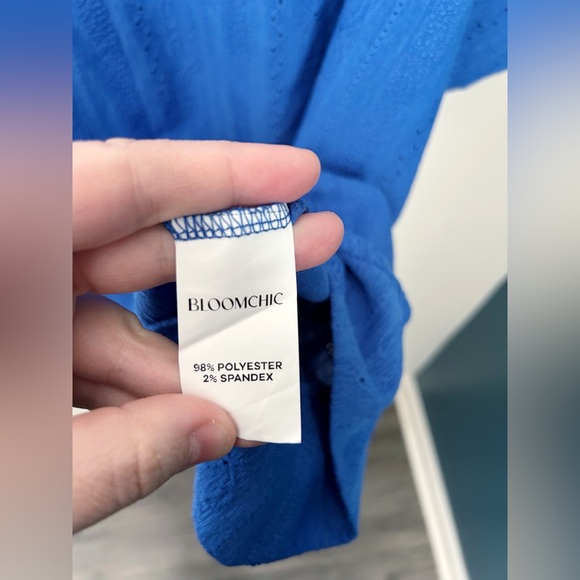 BLOOMCHIC
98% POLYESTER
2% SPANDEX